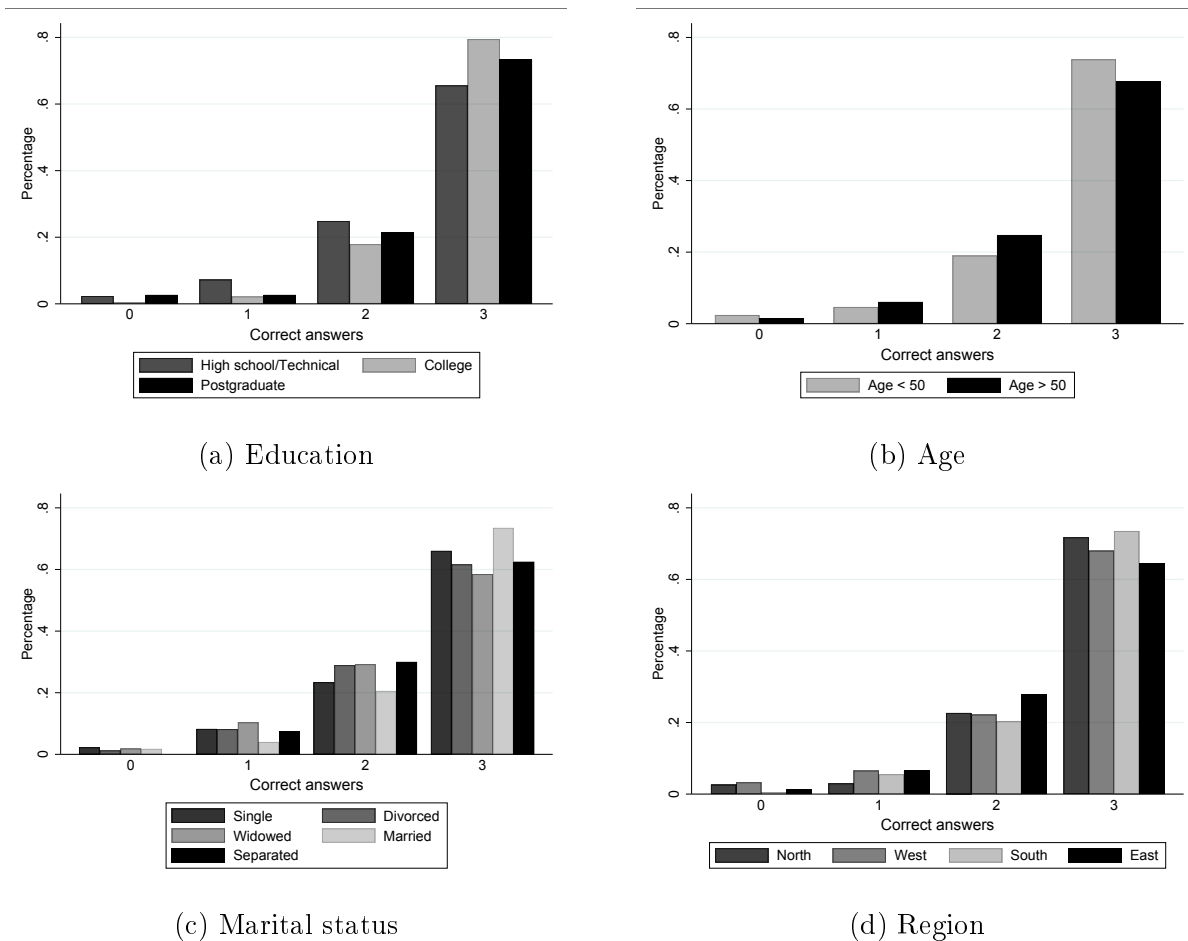 .8
.6
.4
.2
0
Percentage
0 1 2 3
Correct answers
High school/Technical College
Postgraduate
(a) Education
.8
.6
.4
.2
0
Percentage
0 1 2 3
Correct answers
Age < 50 Age > 50
(b) Age
.8
.6
.4
.2
0
Percentage
0 1 2 3
Correct answers
Single Divorced
Widowed Married
Separated
(c) Marital status
.8
.6
.4
.2
0
Percentage
0 1 2 3
Correct answers
North West South East
(d) Region